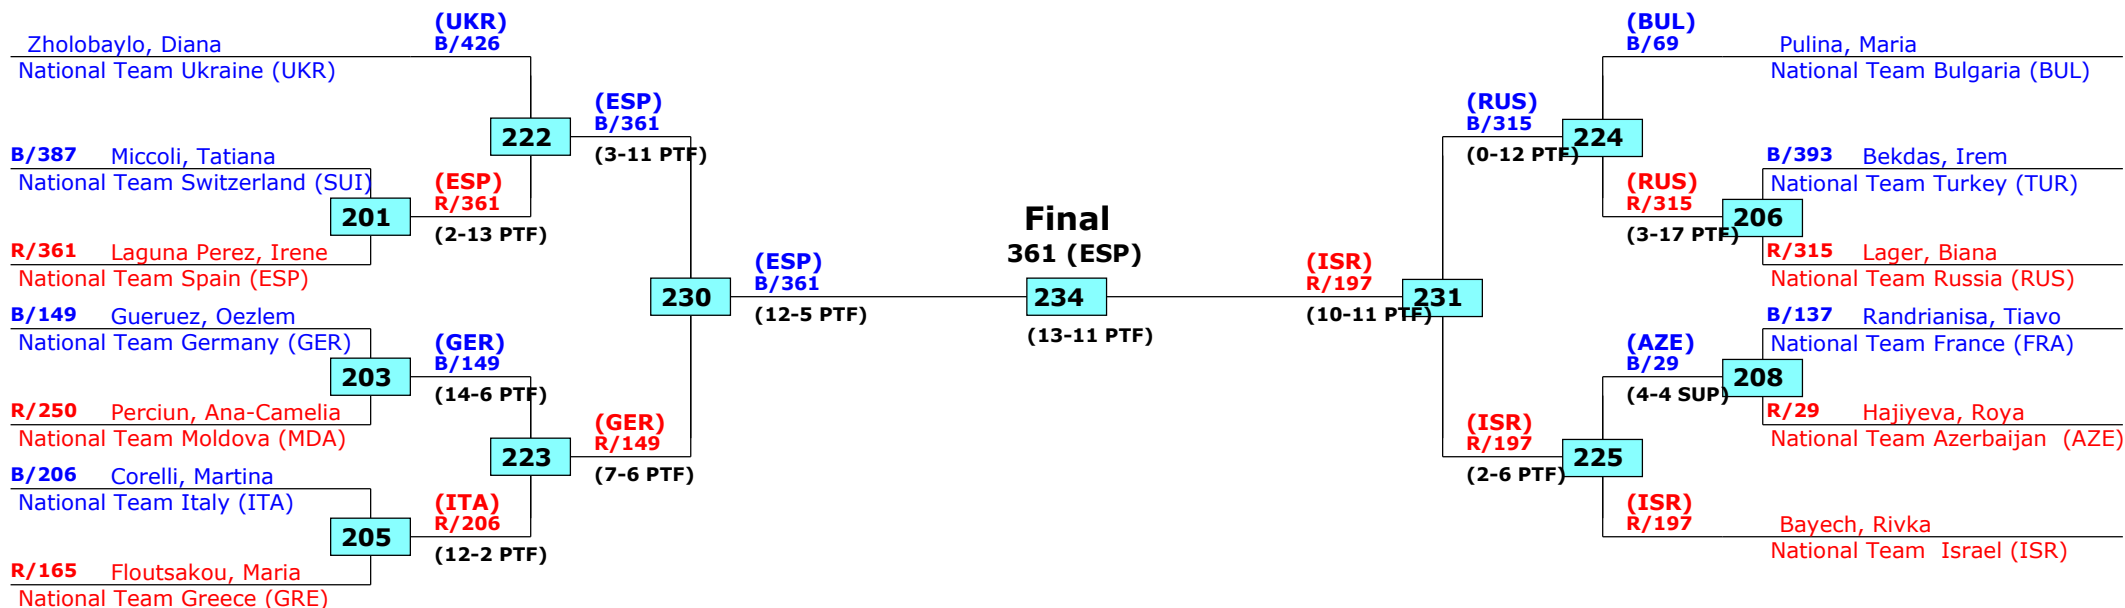 (UKR)
B/426
Zholobaylo, Diana
National Team Ukraine (UKR)
222
(ESP)
B/361
(3-11 PTF)
B/387 Miccoli, Tatiana
National Team Switzerland (SUI)
201
(ESP)
R/361
(2-13 PTF)
R/361 Laguna Perez, Irene
National Team Spain (ESP)
230
(ESP)
B/361
(12-5 PTF)
B/149 Gueruez, Oezlem
National Team Germany (GER)
203
(GER)
B/149
(14-6 PTF)
R/250 Perciun, Ana-Camelia
National Team Moldova (MDA)
223
(GER)
R/149
(7-6 PTF)
B/206 Corelli, Martina
National Team Italy (ITA)
205
(ITA)
R/206
(12-2 PTF)
R/165 Floutsakou, Maria
National Team Greece (GRE)
Final
361 (ESP)
234
(13-11 PTF)
(BUL)
B/69
Pulina, Maria
National Team Bulgaria (BUL)
(RUS)
B/315
(0-12 PTF)
224
B/393 Bekdas, Irem
National Team Turkey (TUR)
(RUS)
R/315
(3-17 PTF)
206
R/315 Lager, Biana
National Team Russia (RUS)
(ISR)
R/197
(10-11 PTF)
231
B/137 Randrianisa, Tiavo
National Team France (FRA)
(AZE)
B/29
(4-4 SUP)
208
R/29 Hajiyeva, Roya
National Team Azerbaijan (AZE)
(ISR)
R/197
(2-6 PTF)
225
(ISR)
R/197
Bayech, Rivka
National Team Israel (ISR)